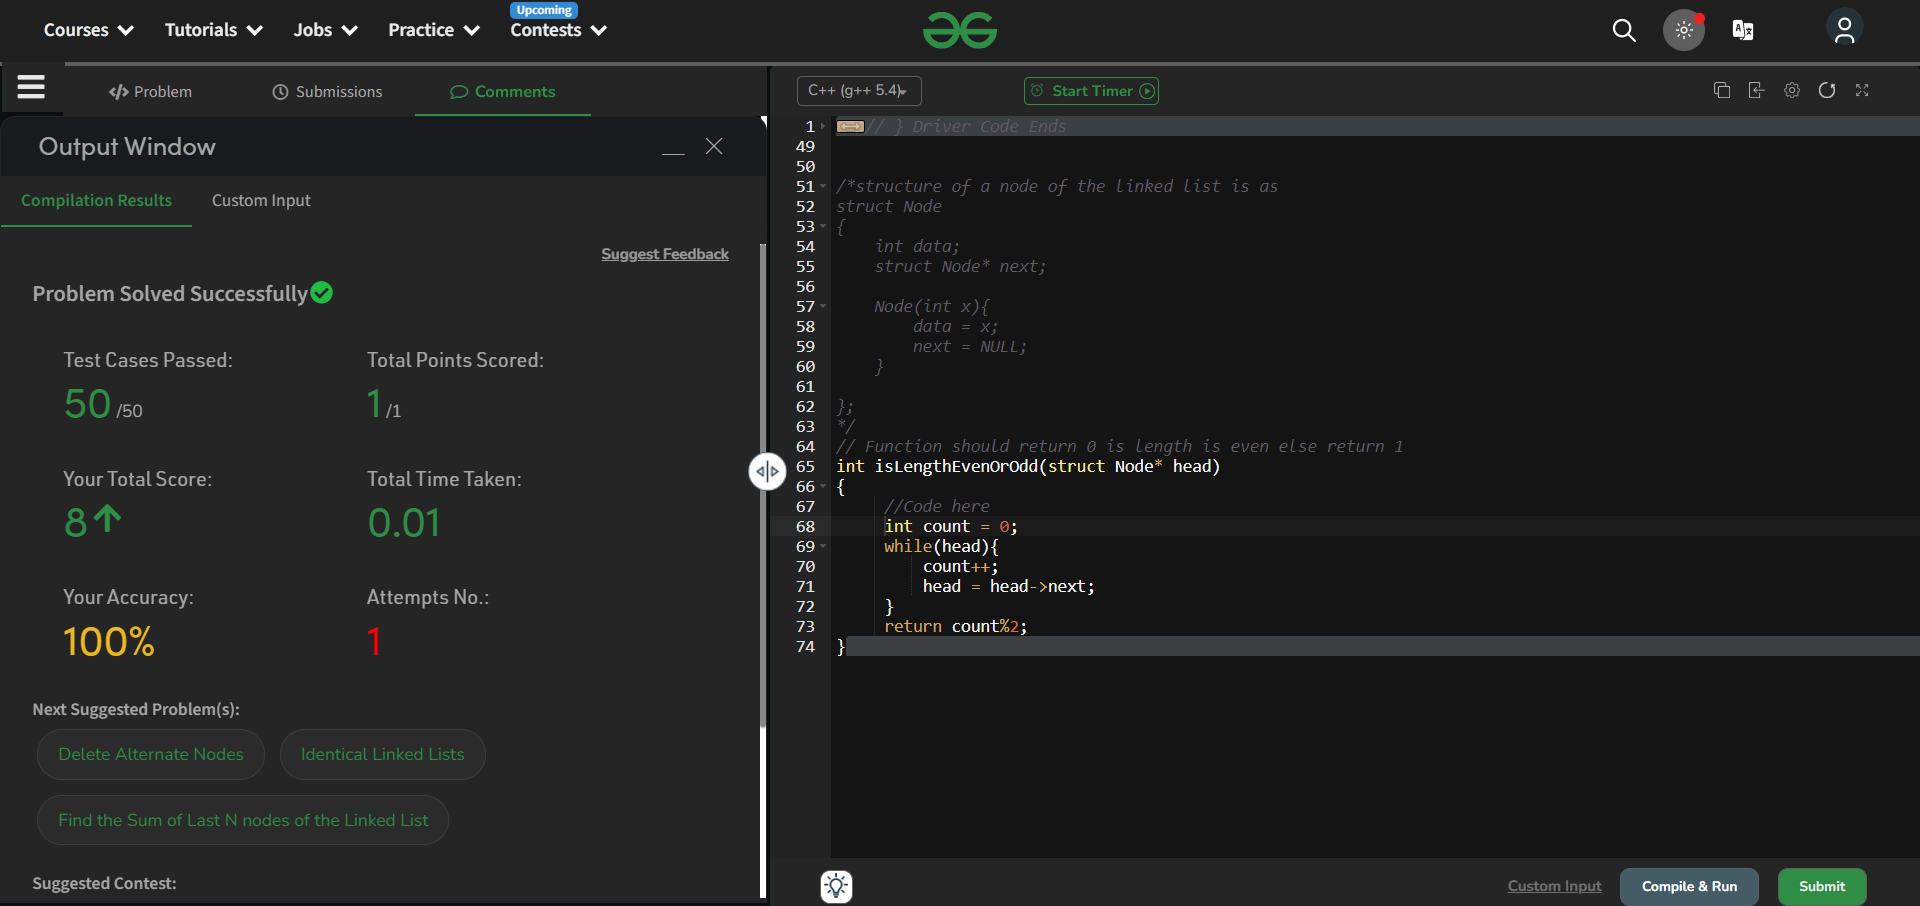 Courses Tutorials Jobs Practice Upcoming Contests
Problem Submissions Comments
Output Window
Compilation Results Custom Input
Suggest Feedback
Problem Solved Successfully
Test Cases Passed: Total Points Scored:
50 /50 1 /1
Your Total Score: Total Time Taken:
8 0.01
Your Accuracy: Attempts No.:
100% 1
Next Suggested Problem(s):
Delete Alternate Nodes Identical Linked Lists
Find the Sum of Last N nodes of the Linked List
Suggested Contest:
C++ (g++ 5.4) Start Timer
1 // } Driver Code Ends
49
50
51 /*structure of a node of the linked list is as
52 struct Node
53 {
54 int data;
55 struct Node* next;
56
57 Node(int x){
58 data = x;
59 next = NULL;
60 }
61
62 };
63 */
64 // Function should return 0 is length is even else return 1
65 int isLengthEvenOrOdd(struct Node* head)
66 {
67 //Code here
68 int count = 0;
69 while(head){
70 count++;
71 head = head->next;
72 }
73 return count%2;
74 }
Custom Input Compile & Run Submit